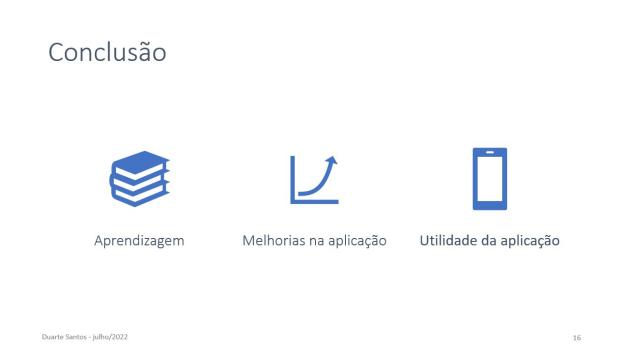 Conclusão
Aprendizagem
Melhorias na aplicação
Utilidade da aplicação
Duarte Santos - julho/2022
16